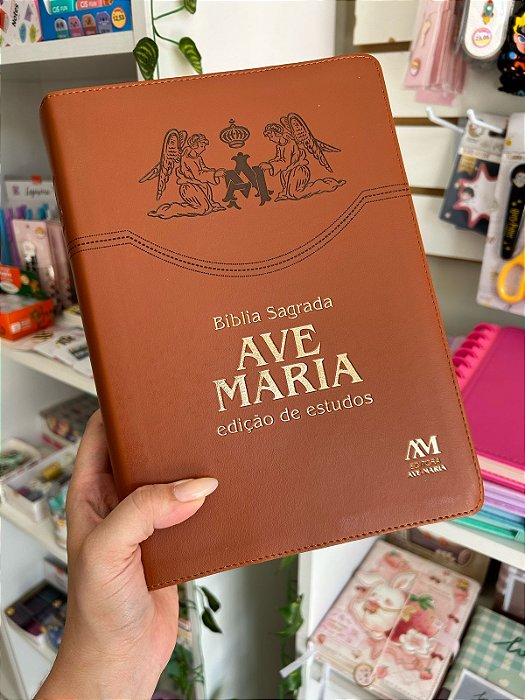 Bíblia Sagrada
AVE
MARIA
edição de estudos
AM
EDITORA
AVE-MARIA